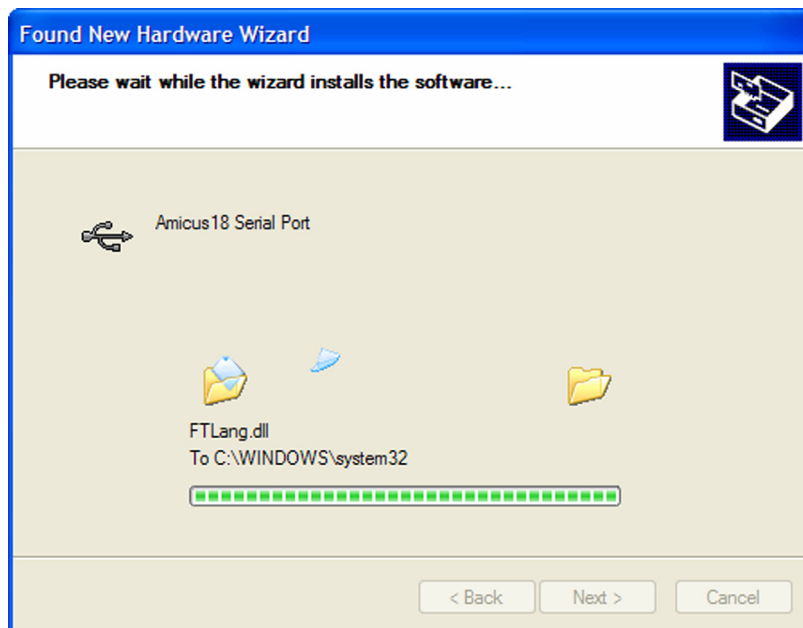 Found New Hardware Wizard
Please wait while the wizard installs the software...
Amicus18 Serial Port
FTLang.dll
To C:\WINDOWS\system32
< Back Next > Cancel